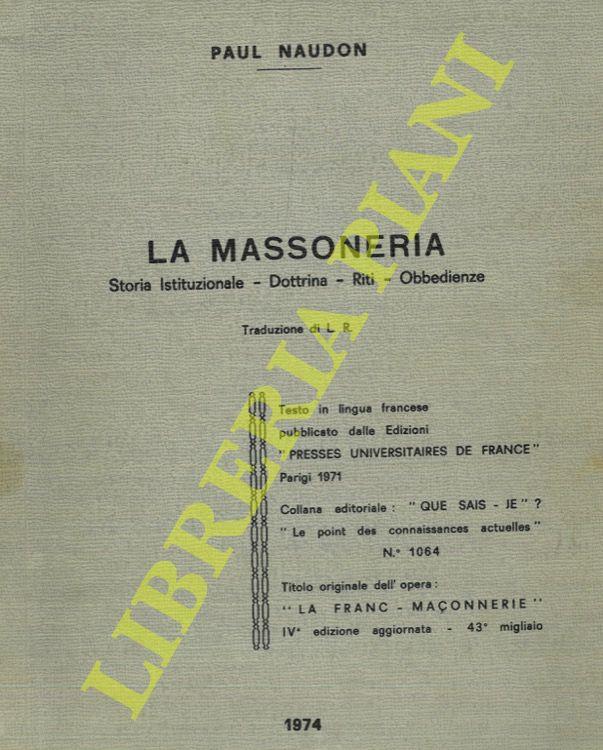 PAUL NAUDON
LA MASSONERIA
Storia Istituzionale - Dottrina - Riti - Obbedienze
Traduzione di L. R.
Testo in lingua francese
pubblicato dalle Edizioni
"PRESSES UNIVERSITAIRES DE FRANCE"
Parigi 1971
Collana editoriale : "QUE SAIS - JE" ?
"Le point des connaissances actuelles"
N.° 1064
Titolo originale dell'opera :
"LA FRANC - MAÇONNERIE"
IVª edizione aggiornata - 43° migliaio
1974
LIBRERIA PIANI